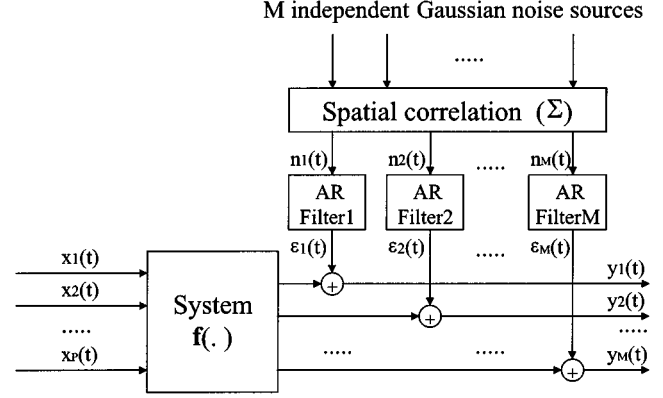 M independent Gaussian noise sources
.....
Spatial correlation (Σ)
n1(t) n2(t) ..... nM(t)
AR Filter1
AR Filter2
AR FilterM
ε1(t) ε2(t) ..... εM(t)
x1(t)
x2(t)
.....
xP(t)
System
f(. )
+
+
+
..... .....
y1(t)
y2(t)
.....
yM(t)